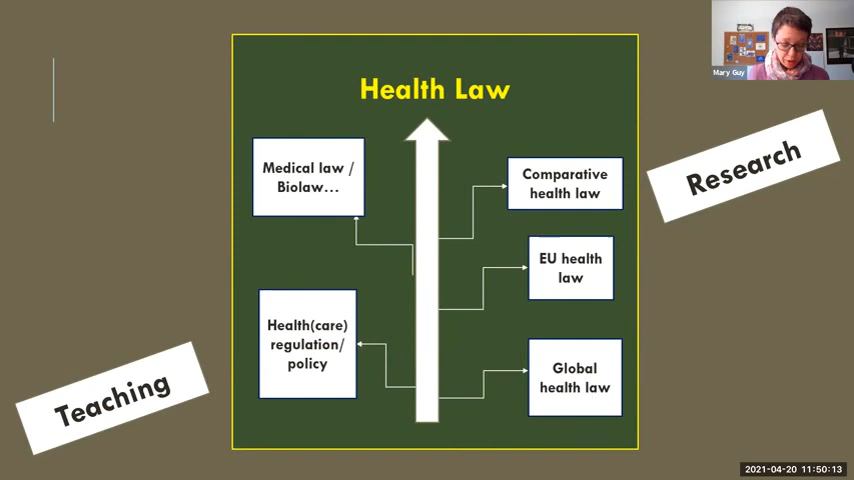 Mary Guy
Health Law
Medical law /
Biolaw...
Comparative
health law
Research
EU health
law
Health(care)
regulation/
policy
Global
health law
Teaching
2021-04-20 11:50:13